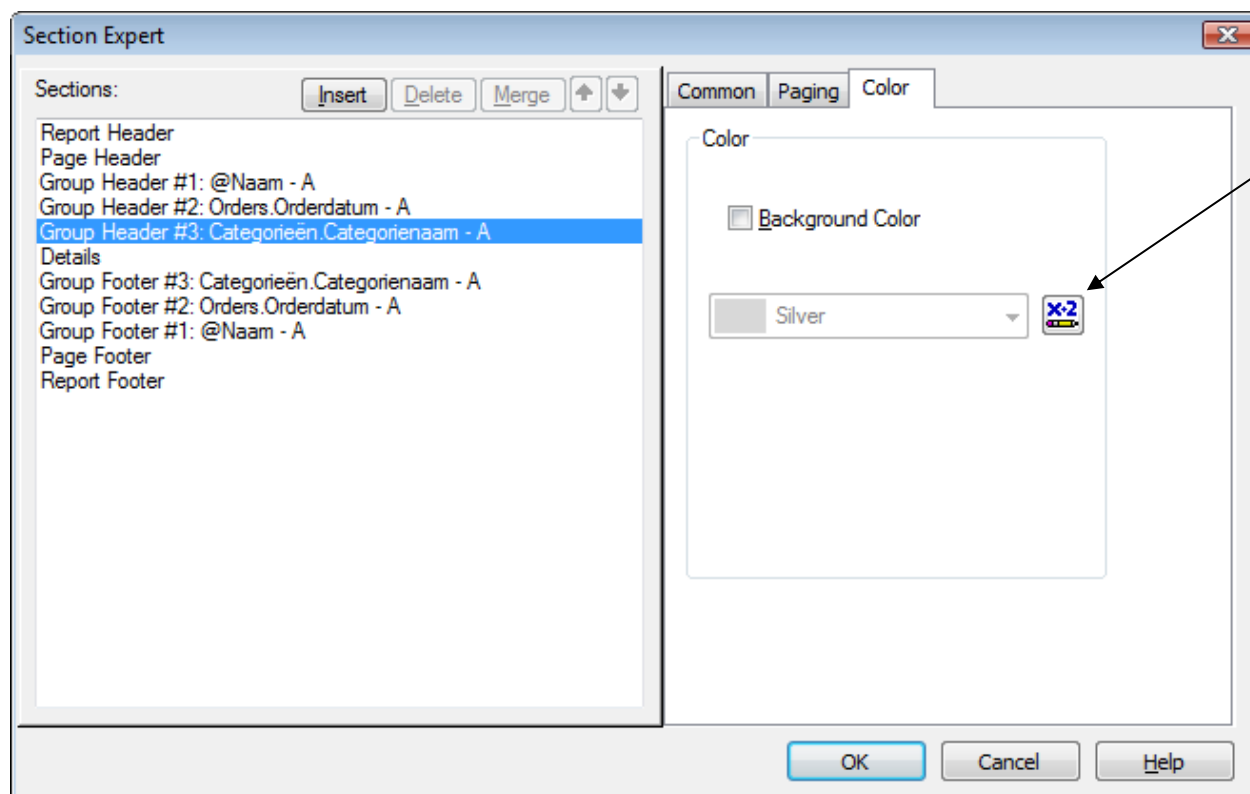 Section Expert
Sections:
Insert
Delete
Merge
Report Header
Page Header
Group Header #1: @Naam - A
Group Header #2: Orders.Orderdatum - A
Group Header #3: Categorieën.Categorienaam - A
Details
Group Footer #3: Categorieën.Categorienaam - A
Group Footer #2: Orders.Orderdatum - A
Group Footer #1: @Naam - A
Page Footer
Report Footer
Common
Paging
Color
Color
Background Color
Silver
X+2
OK
Cancel
Help